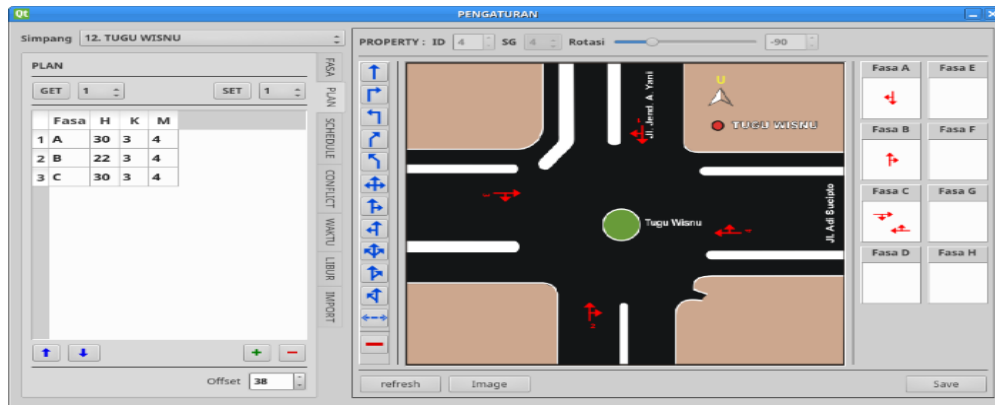 Qt PENGATURAN
Simpang 12. TUGU WISNU
PROPERTY : ID 4 SG 4 Rotasi -90
PLAN
GET 1 SET 1
Fasa H K M
1 A 30 3 4
2 B 22 3 4
3 C 30 3 4
Offset 38
FASA
PLAN
SCHEDULE
CONFLICT
WAKTU
LIBUR
IMPORT
Jl. Jend. A. Yani
U
TUGU WISNU
Tugu Wisnu
Jl. Adi Sucipto
2
Fasa A Fasa E
Fasa B Fasa F
Fasa C Fasa G
Fasa D Fasa H
refresh Image Save